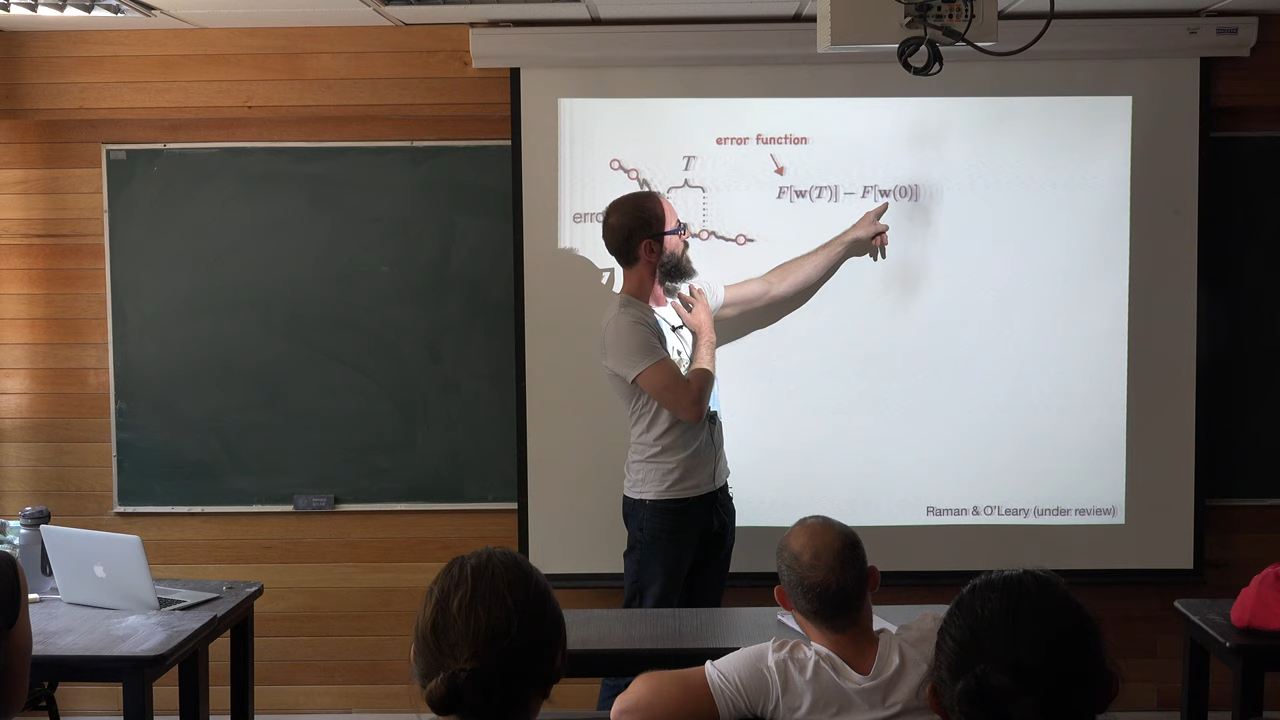 error function
T
F[w(T)] – F[w(0)]
Raman & O'Leary (under review)